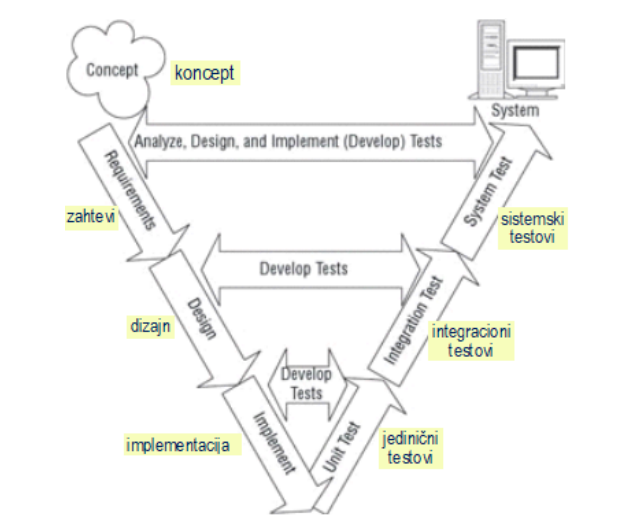 Concept
koncept
System
Analyze, Design, and Implement (Develop) Tests
Requirements
System Test
zahtevi
sistemski
testovi
Develop Tests
Design
Integration Test
dizajn
integracioni
testovi
Develop
Tests
Implement
Unit Test
implementacija
jedinični
testovi